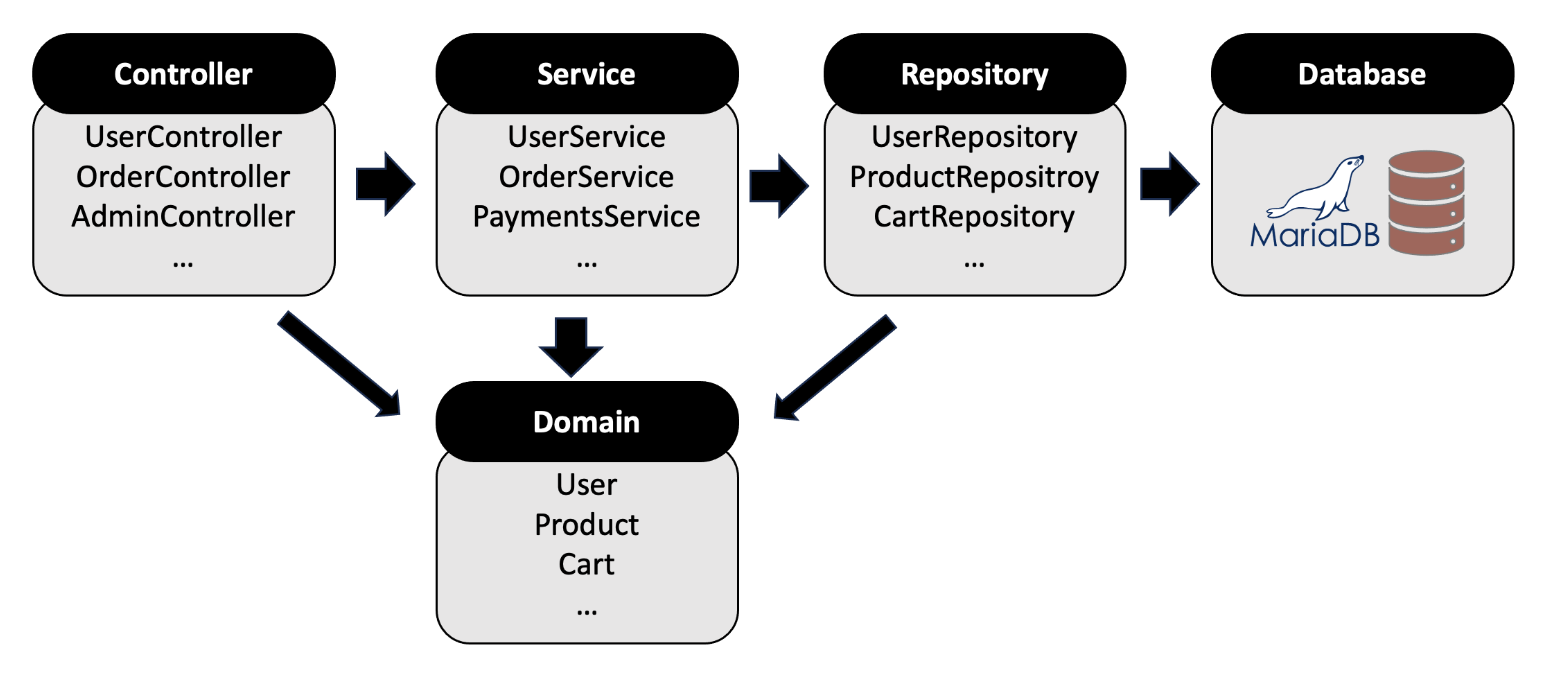 Controller
UserController
OrderController
AdminController
...
Service
UserService
OrderService
PaymentsService
...
Repository
UserRepository
ProductRepositroy
CartRepository
...
Database
MariaDB
Domain
User
Product
Cart
...